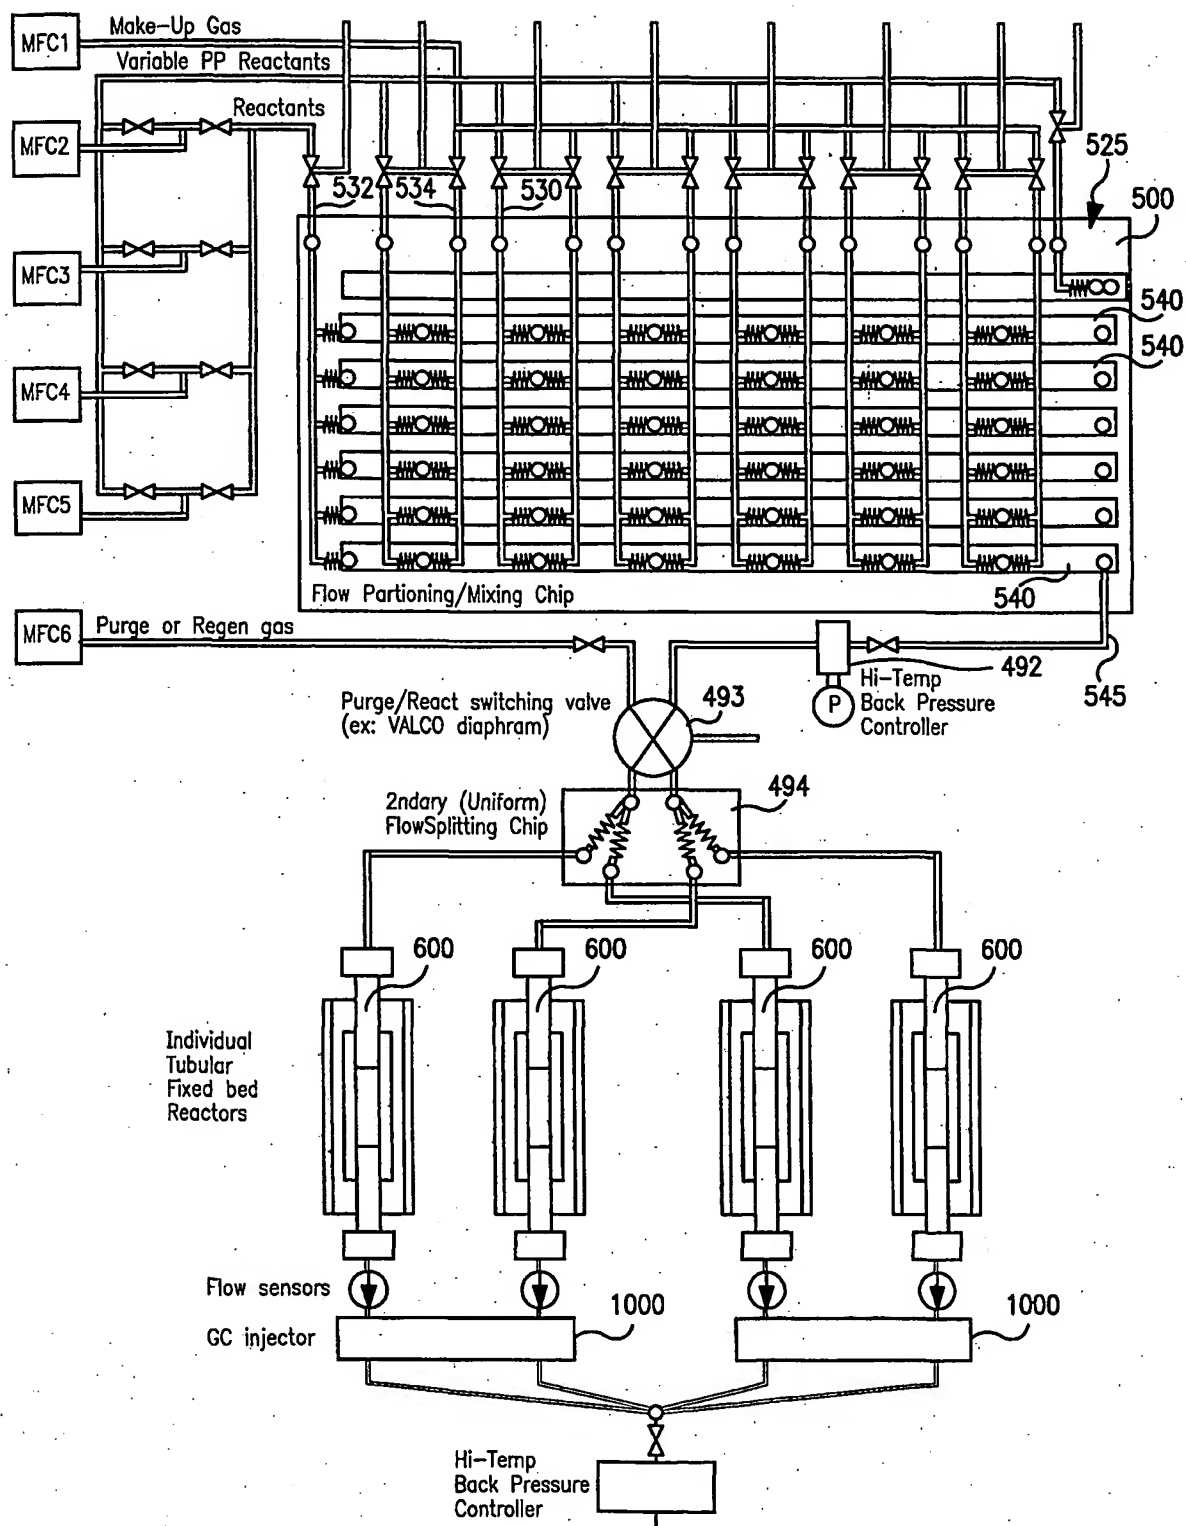 MFC1
Make-Up Gas
Variable PP Reactants
Reactants
MFC2
532
534
530
525
500
MFC3
540
540
MFC4
MFC5
Flow Partioning/Mixing Chip
540
MFC6
Purge or Regen gas
492
545
P
Hi-Temp
Back Pressure
Controller
Purge/React switching valve
(ex: VALCO diaphram)
493
2ndary (Uniform)
FlowSplitting Chip
494
600
600
600
600
Individual
Tubular
Fixed bed
Reactors
Flow sensors
GC injector
1000
1000
Hi-Temp
Back Pressure
Controller